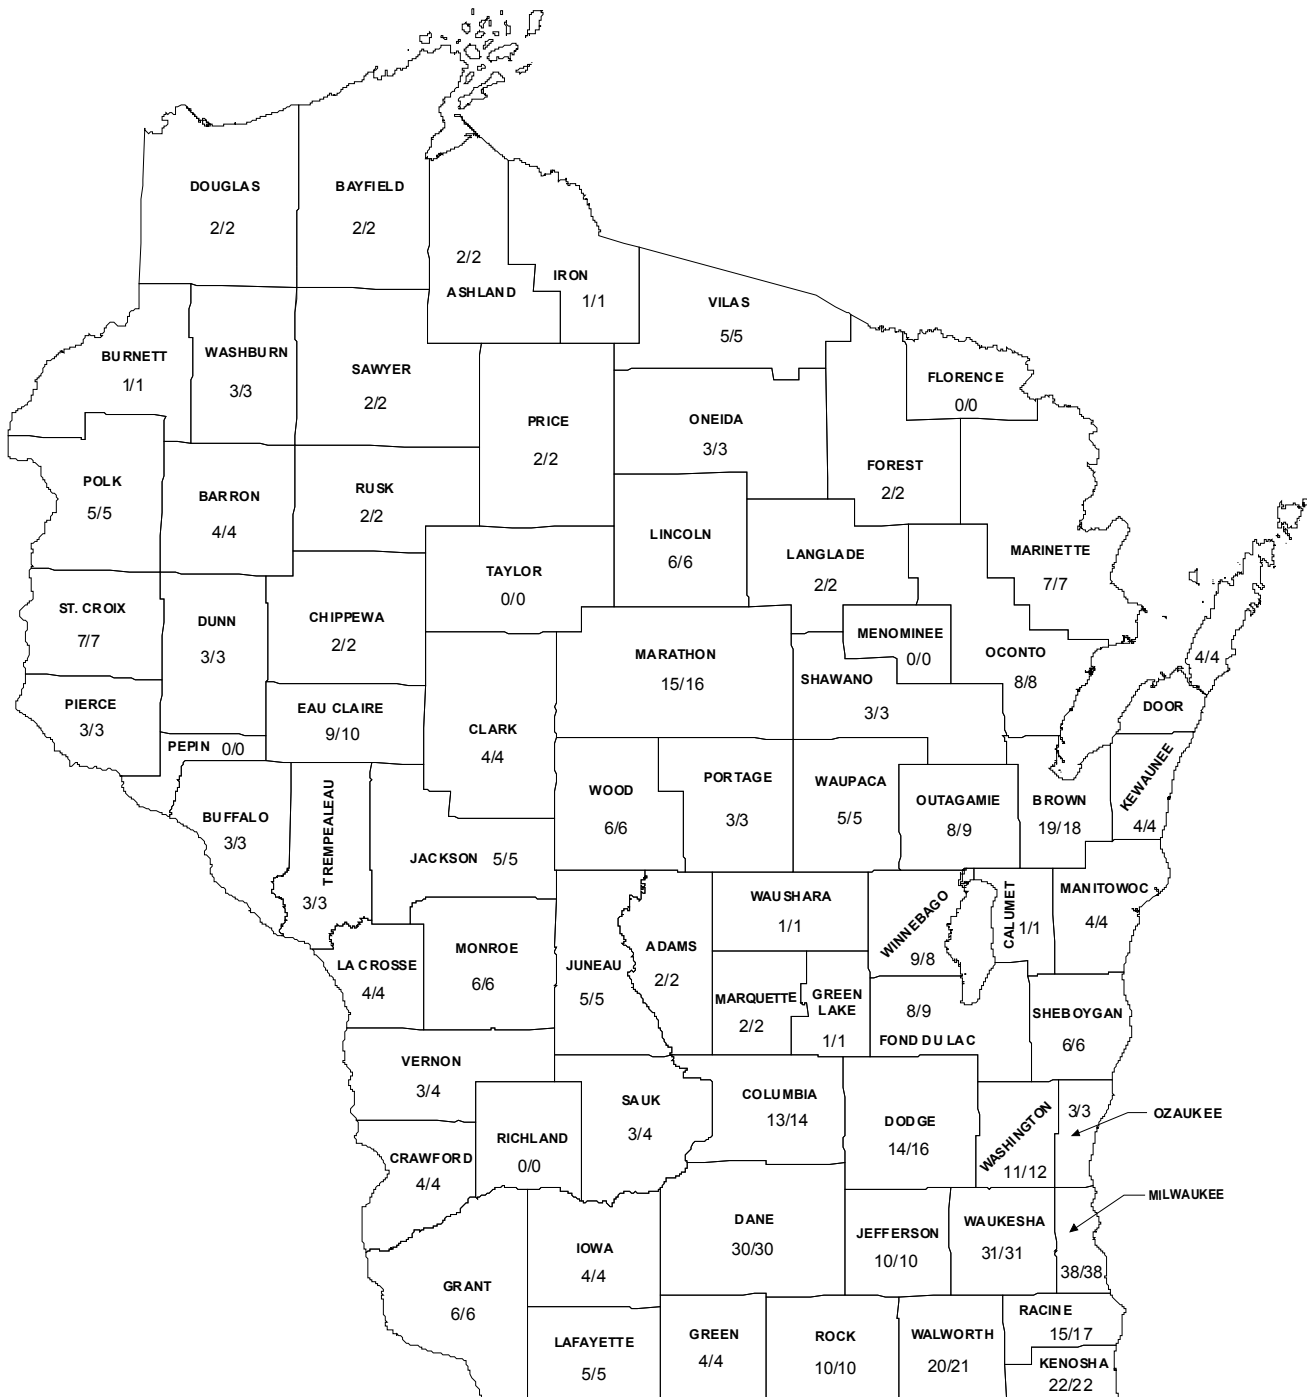 DOUGLAS
2/2
BAYFIELD
2/2
2/2
ASHLAND
IRON
1/1
VILAS
5/5
BURNETT
1/1
WASHBURN
3/3
SAWYER
2/2
PRICE
2/2
ONEIDA
3/3
FLORENCE
0/0
FOREST
2/2
POLK
5/5
BARRON
4/4
RUSK
2/2
LINCOLN
6/6
LANGLADE
2/2
MARINETTE
7/7
TAYLOR
0/0
ST. CROIX
7/7
DUNN
3/3
CHIPPEWA
2/2
MENOMINEE
0/0
MARATHON
15/16
SHAWANO
3/3
OCONTO
8/8
4/4
DOOR
PIERCE
3/3
EAU CLAIRE
9/10
CLARK
4/4
PEPIN 0/0
WOOD
6/6
PORTAGE
3/3
WAUPACA
5/5
OUTAGAMIE
8/9
BROWN
19/18
KEWAUNEE
4/4
BUFFALO
3/3
TREMPEALEAU
3/3
JACKSON 5/5
WAUSHARA
1/1
WINNEBAGO
9/8
CALUMET
1/1
MANITOWOC
4/4
LA CROSSE
4/4
MONROE
6/6
JUNEAU
5/5
ADAMS
2/2
MARQUETTE
2/2
GREEN
LAKE
1/1
8/9
FOND DU LAC
SHEBOYGAN
6/6
VERNON
3/4
SAUK
3/4
COLUMBIA
13/14
DODGE
14/16
WASHINGTON
11/12
3/3
OZAUKEE
RICHLAND
0/0
CRAWFORD
4/4
MILWAUKEE
38/38
DANE
30/30
JEFFERSON
10/10
WAUKESHA
31/31
IOWA
4/4
GRANT
6/6
LAFAYETTE
5/5
GREEN
4/4
ROCK
10/10
WALWORTH
20/21
RACINE
15/17
KENOSHA
22/22